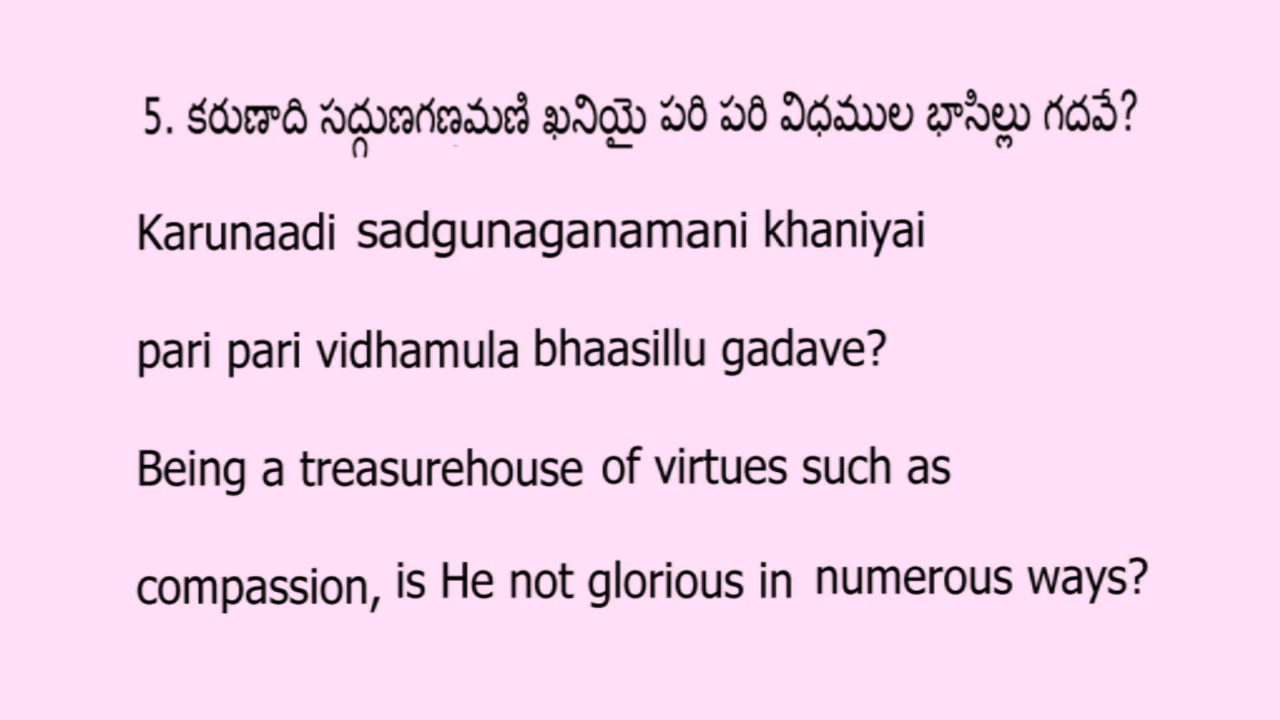 5. కరుణాది సద్గుణగణమణి ఖనియై పరి పరి విధముల భాసిల్లు గదవే?
Karunaadi sadgunaganamani khaniyai
pari pari vidhamula bhaasillu gadave?
Being a treasurehouse of virtues such as
compassion, is He not glorious in numerous ways?